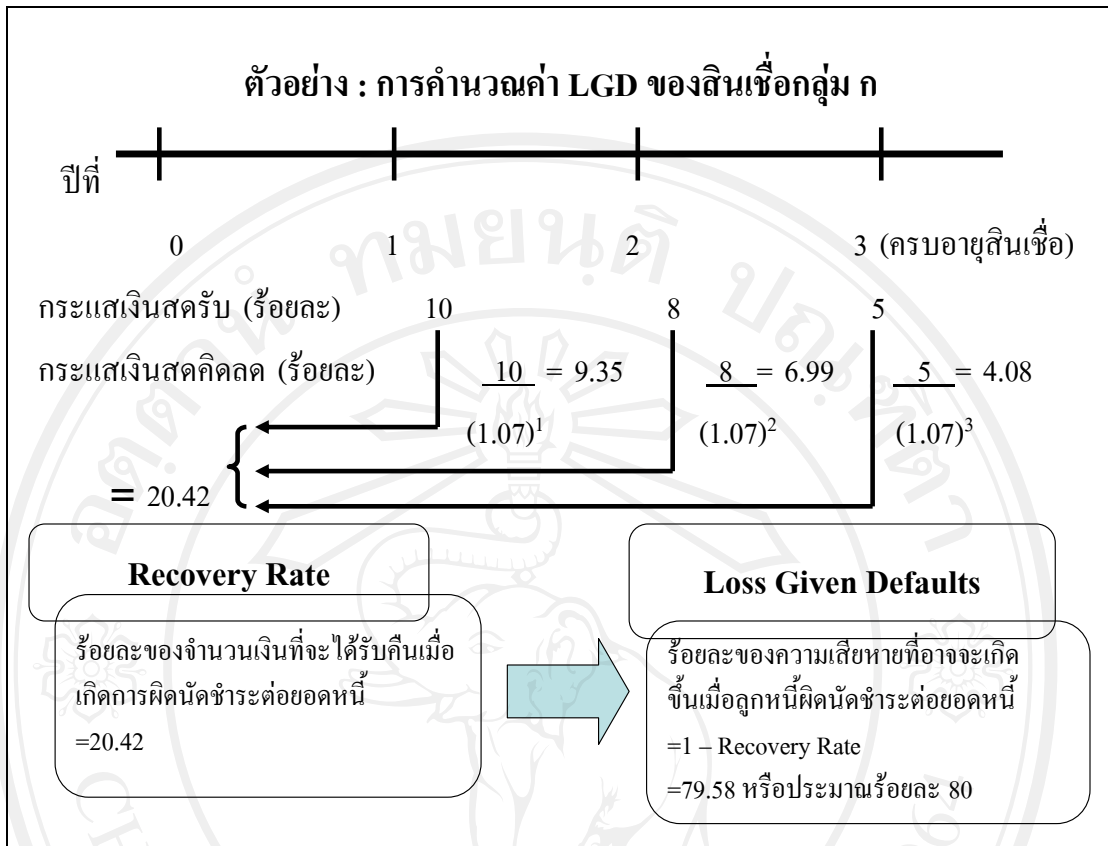 ตัวอย่าง : การคำนวณค่า LGD ของสินเชื่อกลุ่ม ก
ปีที่
0 1 2 3 (ครบอายุสินเชื่อ)
กระแสเงินสดรับ (ร้อยละ) 10 8 5
กระแสเงินสดคิดลด (ร้อยละ) 10 = 9.35 8 = 6.99 5 = 4.08
(1.07)¹ (1.07)² (1.07)³
= 20.42
Recovery Rate
ร้อยละของจำนวนเงินที่จะได้รับคืนเมื่อ
เกิดการผิดนัดชำระต่อยอดหนี้
=20.42
Loss Given Defaults
ร้อยละของความเสียหายที่อาจจะเกิด
ขึ้นเมื่อลูกหนี้ผิดนัดชำระต่อยอดหนี้
=1 – Recovery Rate
=79.58 หรือประมาณร้อยละ 80